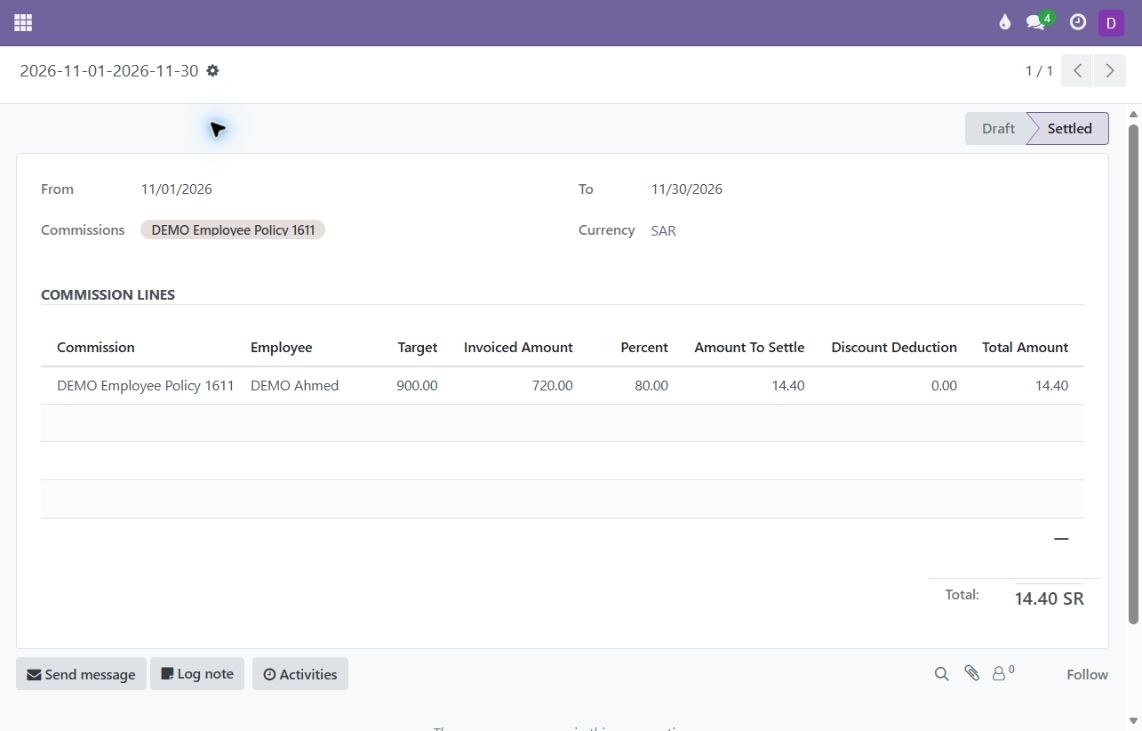 4
D
2026-11-01-2026-11-30
1 / 1
Draft Settled
From 11/01/2026 To 11/30/2026
Commissions DEMO Employee Policy 1611 Currency SAR
COMMISSION LINES
Commission Employee Target Invoiced Amount Percent Amount To Settle Discount Deduction Total Amount
DEMO Employee Policy 1611 DEMO Ahmed 900.00 720.00 80.00 14.40 0.00 14.40
—
Total: 14.40 SR
Send message Log note Activities 0 Follow